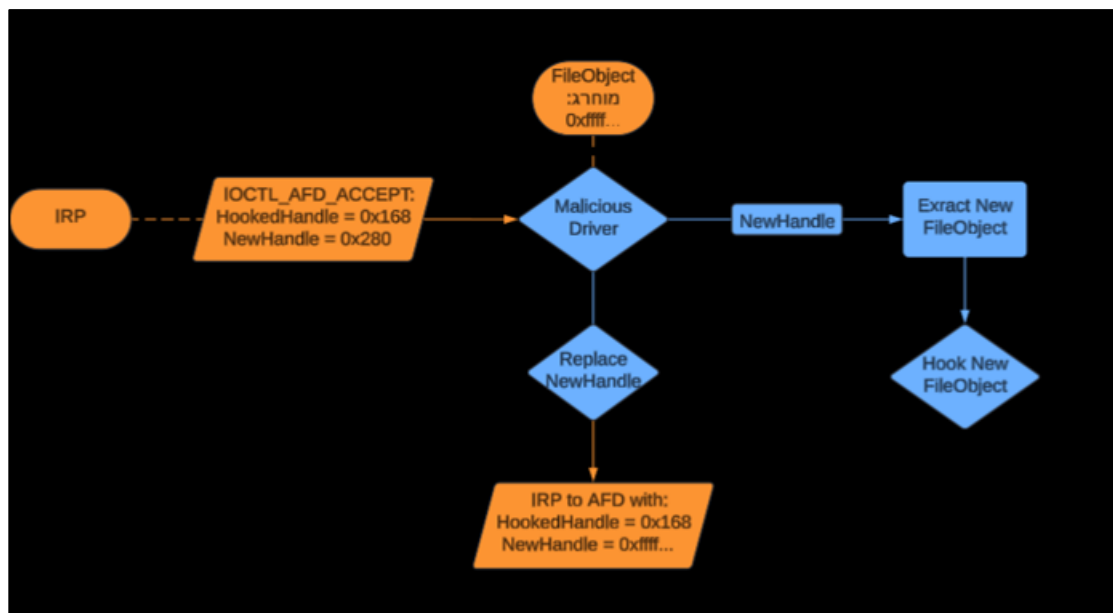 FileObject
מוחרג:
0xffff...
IRP
IOCTL_AFD_ACCEPT:
HookedHandle = 0x168
NewHandle = 0x280
Malicious
Driver
NewHandle
Exract New
FileObject
Replace
NewHandle
Hook New
FileObject
IRP to AFD with:
HookedHandle = 0x168
NewHandle = 0xffff...